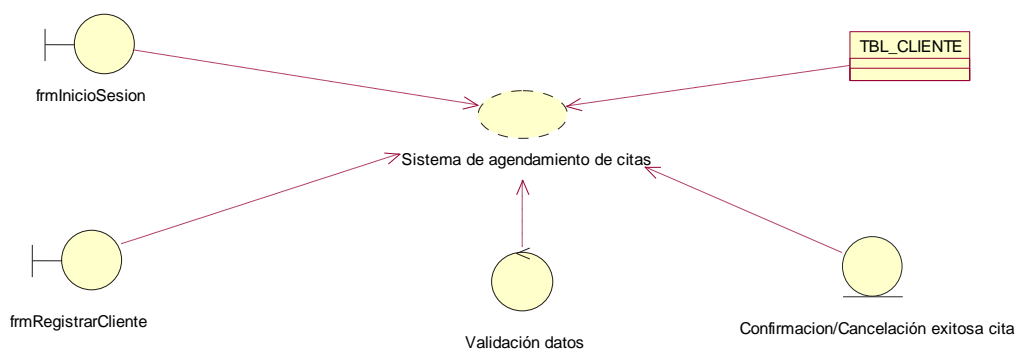 TBL_CLIENTE
frmInicioSesion
Sistema de agendamiento de citas
frmRegistrarCliente
Validación datos
Confirmacion/Cancelación exitosa cita